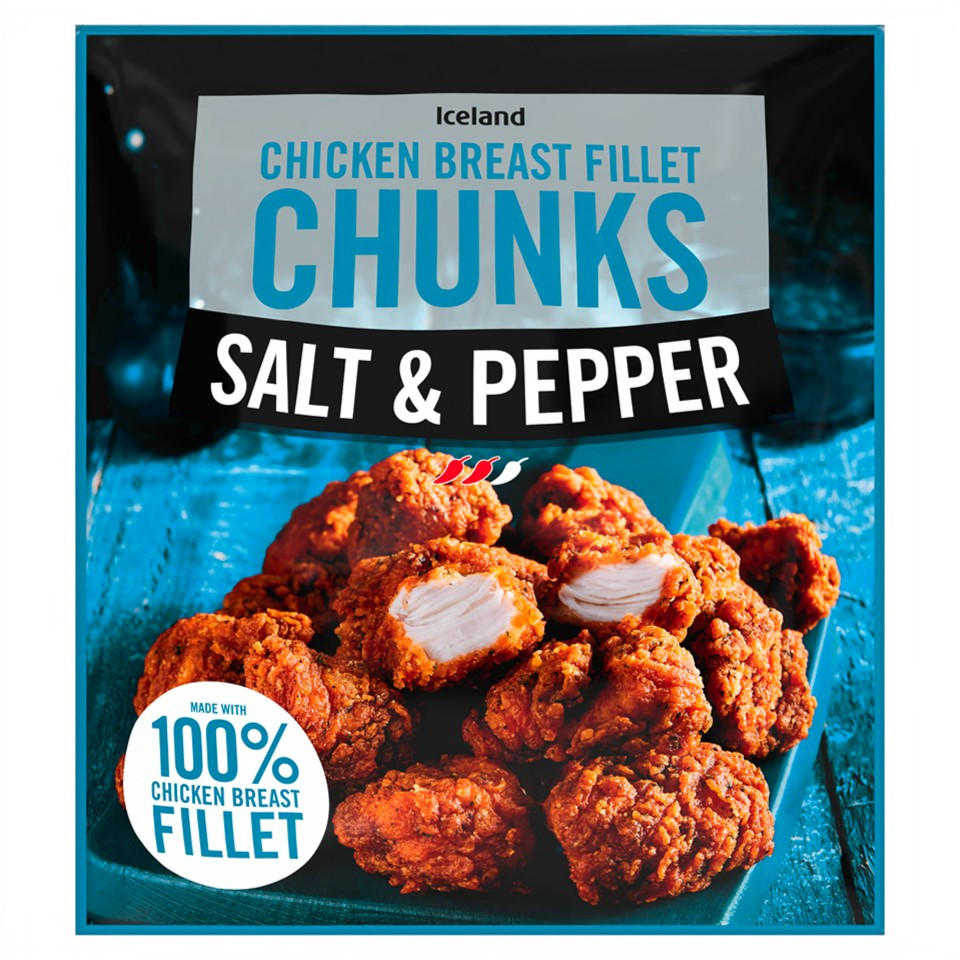 Iceland
CHICKEN BREAST FILLET
CHUNKS
SALT & PEPPER
MADE WITH
100%
CHICKEN BREAST
FILLET